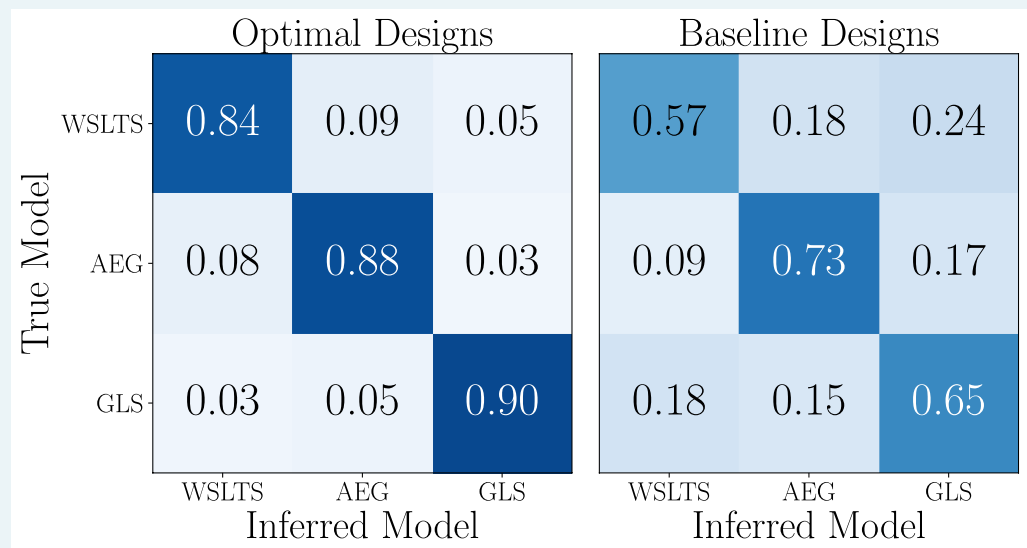 Optimal Designs
Baseline Designs
True Model
WSLTS 0.84 0.09 0.05 0.57 0.18 0.24
AEG 0.08 0.88 0.03 0.09 0.73 0.17
GLS 0.03 0.05 0.90 0.18 0.15 0.65
WSLTS AEG GLS WSLTS AEG GLS
Inferred Model
Inferred Model